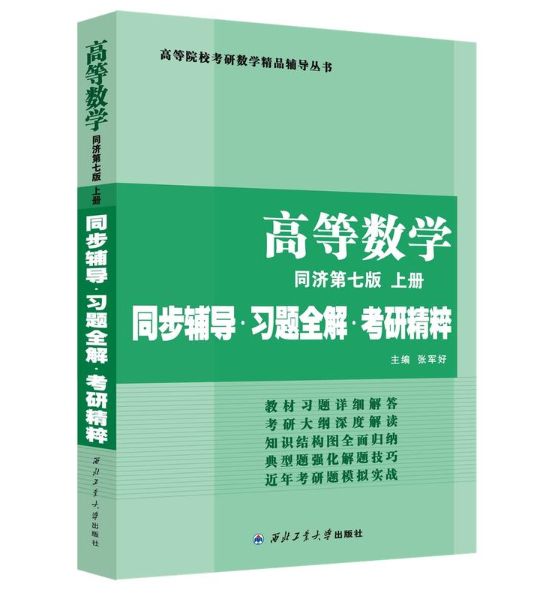 高等院校考研数学精品辅导丛书
高等数学
同济第七版 上册
同步辅导·习题全解·考研精粹
主编 张军好
教材习题详细解答
考研大纲深度解读
知识结构图全面归纳
典型题强化解题技巧
近年考研题模拟实战
西北工业大学出版社
高等数学
同济第七版 上册
同步辅导·习题全解·考研精粹
西北工业大学出版社